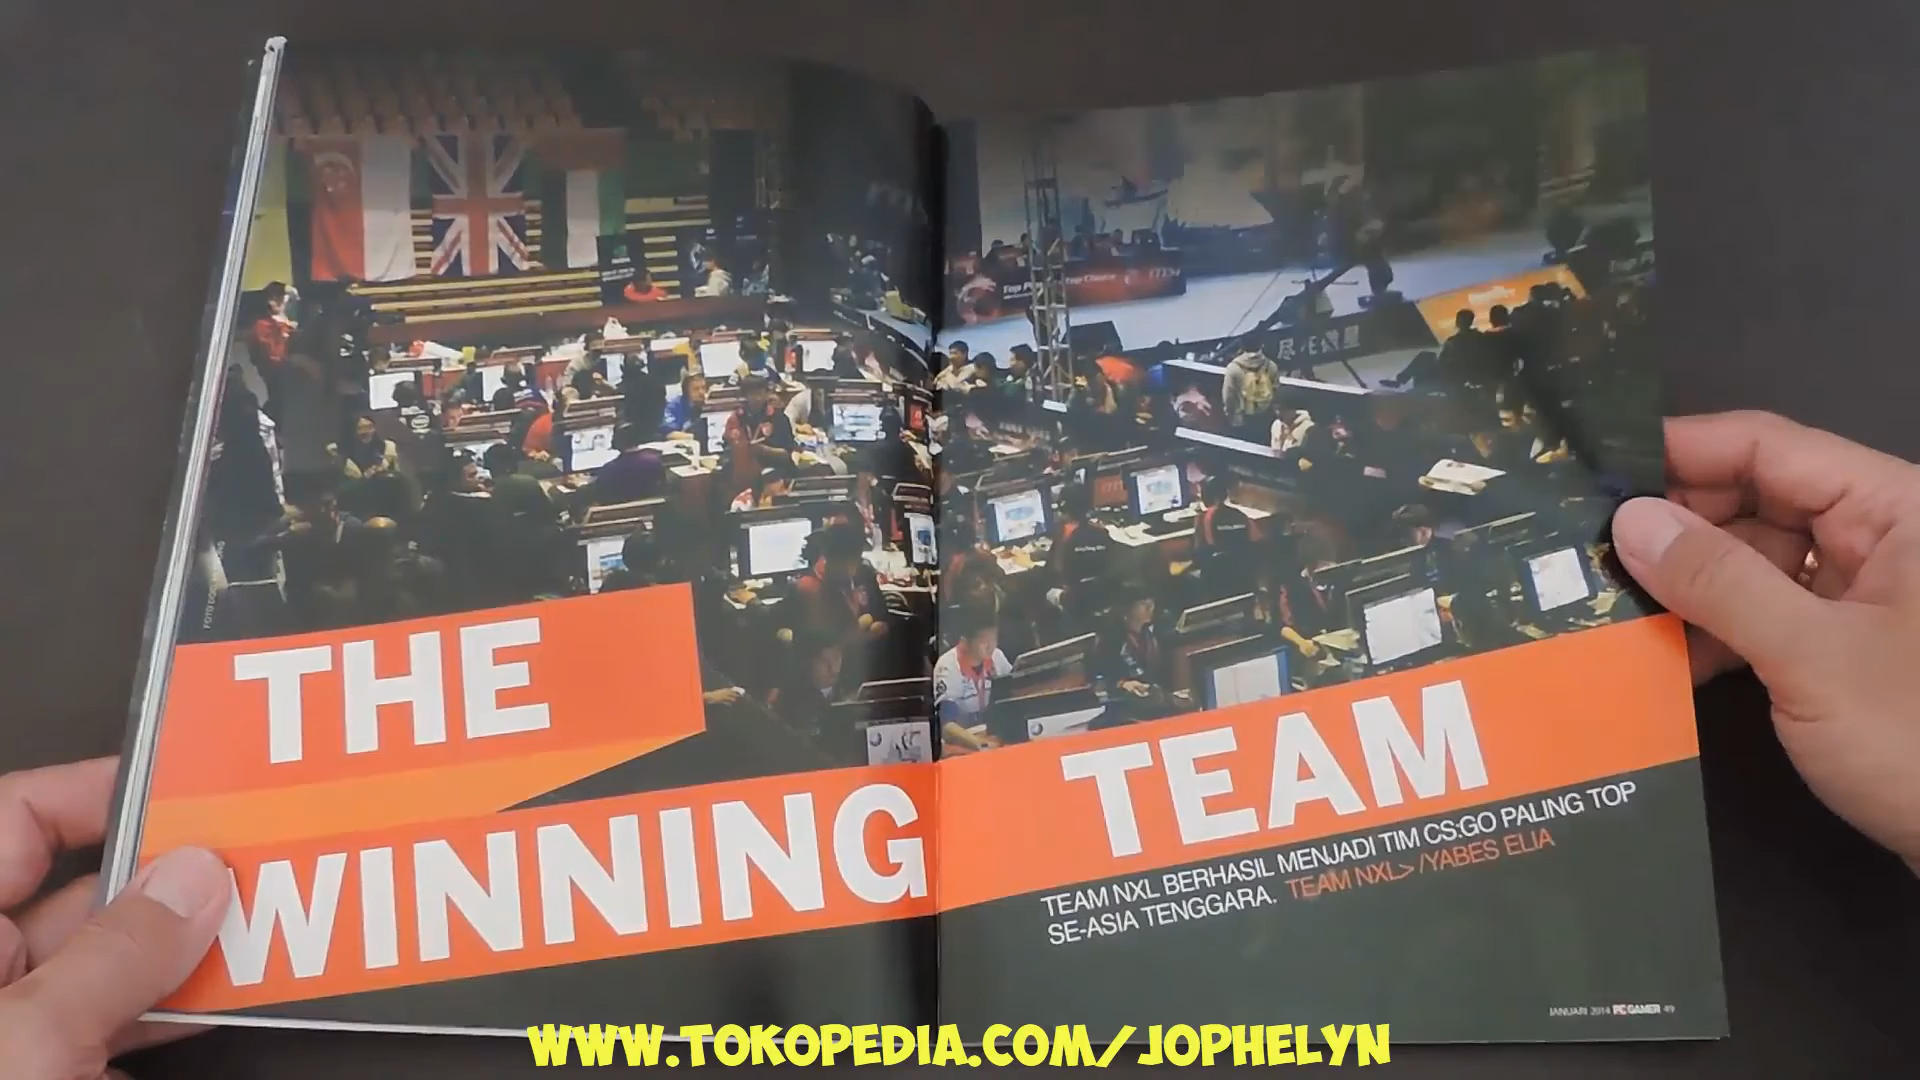 THE
WINNING
TEAM
TEAM NXL BERHASIL MENJADI TIM CS:GO PALING TOP
SE-ASIA TENGGARA. TEAM NXL> /YABES ELIA
JANUARI 2014 PC GAMER 49
WWW.TOKOPEDIA.COM/JOPHELYN